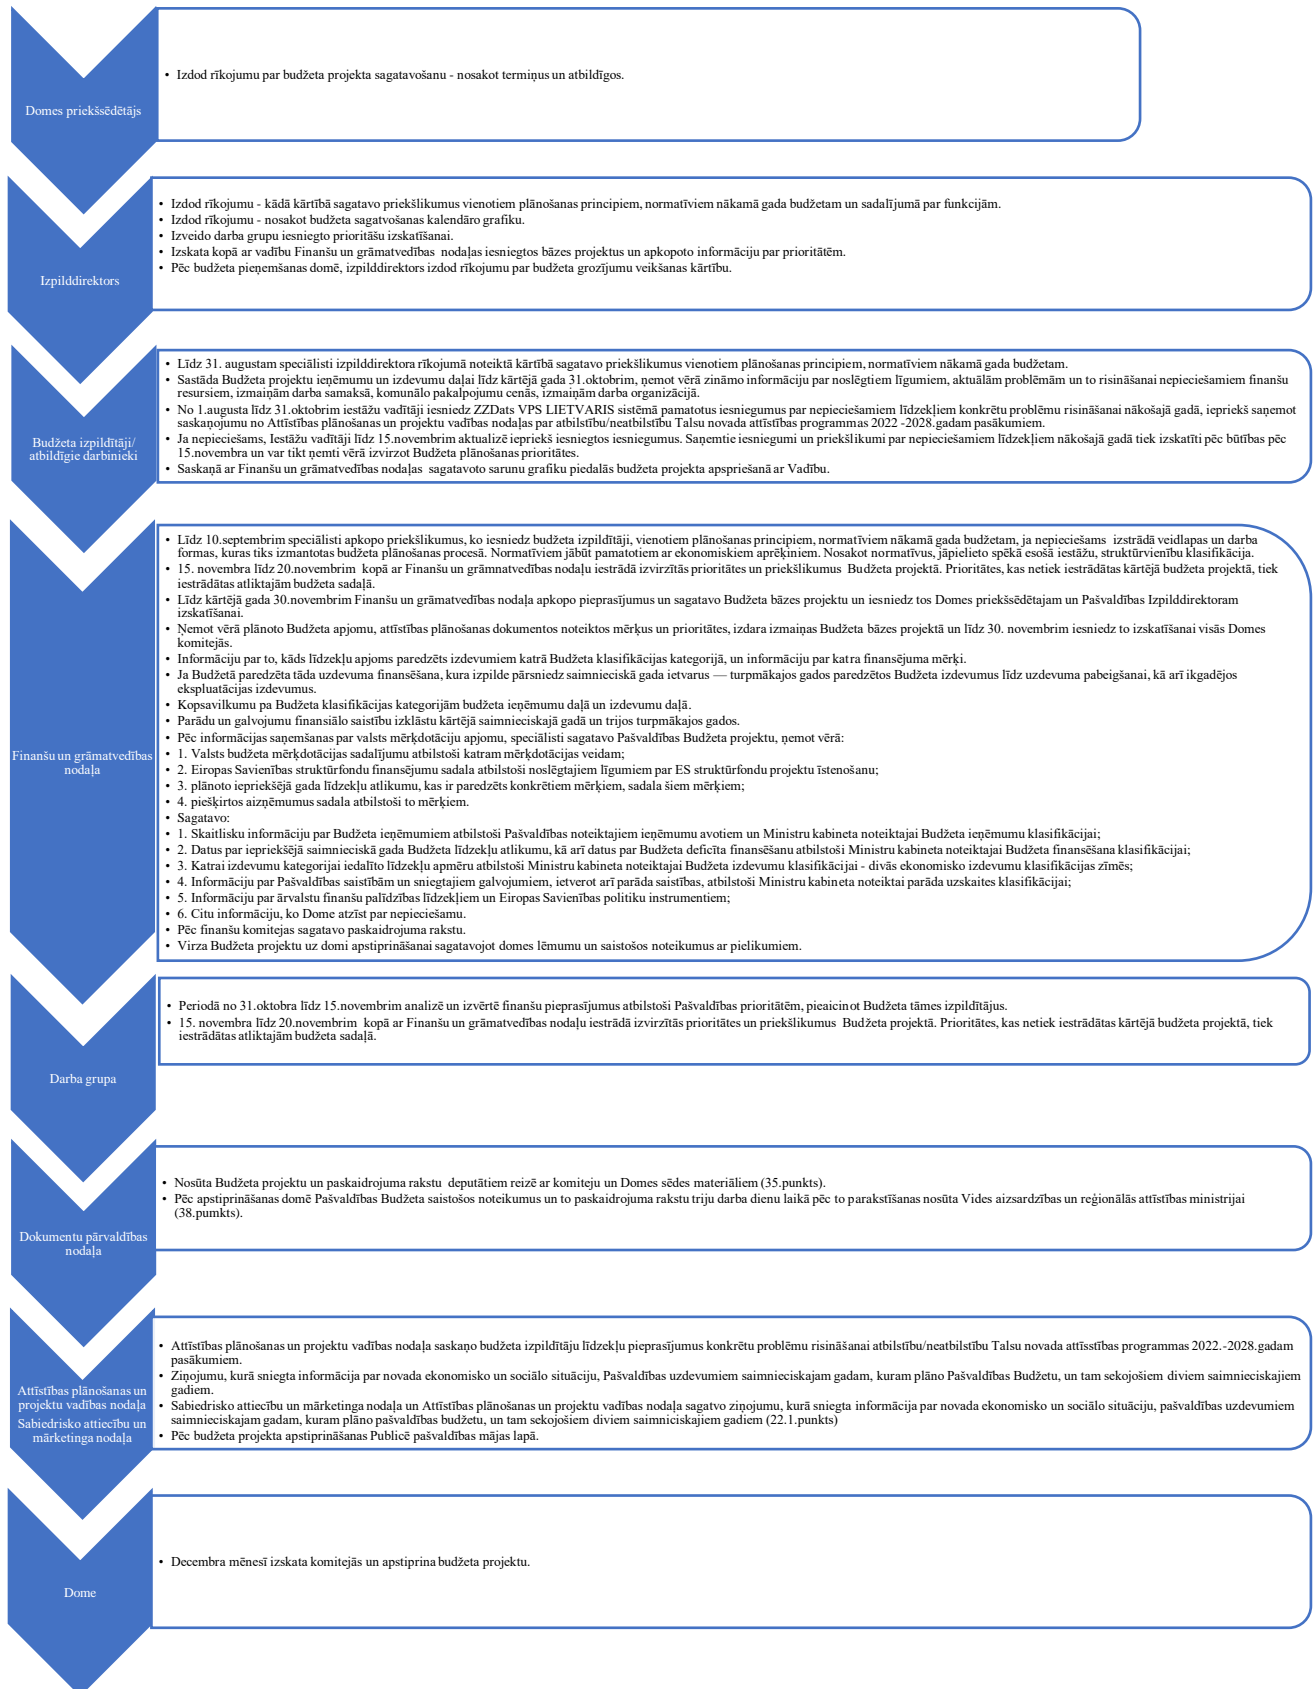 Domes priekšsēdētājs
• Izdod rīkojumu par budžeta projekta sagatavošanu - nosakot termiņus un atbildīgos.
Izpilddirektors
• Izdod rīkojumu - kādā kārtībā sagatavo priekšlikumus vienotiem plānošanas principiem, normatīviem nākamā gada budžetam un sadalījumā par funkcijām.
• Izdod rīkojumu - nosakot budžeta sagatvošanas kalendāro grafiku.
• Izveido darba grupu iesniegto prioritāšu izskatīšanai.
• Izskata kopā ar vadību Finanšu un grāmatvedības nodaļas iesniegtos bāzes projektus un apkopoto informāciju par prioritātēm.
• Pēc budžeta pieņemšanas domē, izpilddirektors izdod rīkojumu par budžeta grozījumu veikšanas kārtību.
Budžeta izpildītāji/
atbildīgie darbinieki
• Līdz 31. augustam speciālisti izpilddirektora rīkojumā noteiktā kārtībā sagatavo priekšlikumus vienotiem plānošanas principiem, normatīviem nākamā gada budžetam.
• Sastāda Budžeta projektu ieņēmumu un izdevumu daļai līdz kārtējā gada 31.oktobrim, ņemot vērā zināmo informāciju par noslēgtiem līgumiem, aktuālām problēmām un to risināšanai nepieciešamiem finanšu
resursiem, izmaiņām darba samaksā, komunālo pakalpojumu cenās, izmaiņām darba organizācijā.
• No 1.augusta līdz 31.oktobrim iestāžu vadītāji iesniedz ZZDats VPS LIETVARIS sistēmā pamatotus iesniegumus par nepieciešamiem līdzekļiem konkrētu problēmu risināšanai nākošajā gadā, iepriekš saņemot
saskaņojumu no Attīstības plānošanas un projektu vadības nodaļas par atbilstību/neatbilstību Talsu novada attīstības programmas 2022 -2028.gadam pasākumiem.
• Ja nepieciešams, Iestāžu vadītāji līdz 15.novembrim aktualizē iepriekš iesniegtos iesniegumus. Saņemtie iesniegumi un priekšlikumi par nepieciešamiem līdzekļiem nākošajā gadā tiek izskatīti pēc būtības pēc
15.novembra un var tikt ņemti vērā izvirzot Budžeta plānošanas prioritātes.
• Saskaņā ar Finanšu un grāmatvedības nodaļas sagatavoto sarunu grafiku piedalās budžeta projekta apspriešanā ar Vadību.
Finanšu un grāmatvedības
nodaļa
• Līdz 10.septembrim speciālisti apkopo priekšlikumus, ko iesniedz budžeta izpildītāji, vienotiem plānošanas principiem, normatīviem nākamā gada budžetam, ja nepieciešams izstrādā veidlapas un darba
formas, kuras tiks izmantotas budžeta plānošanas procesā. Normatīviem jābūt pamatotiem ar ekonomiskiem aprēķiniem. Nosakot normatīvus, jāpielieto spēkā esošā iestāžu, struktūrvienību klasifikācija.
• 15. novembra līdz 20.novembrim kopā ar Finanšu un grāmnatvedības nodaļu iestrādā izvirzītās prioritātes un priekšlikumus Budžeta projektā. Prioritātes, kas netiek iestrādātas kārtējā budžeta projektā, tiek
iestrādātas atliktajām budžeta sadaļā.
• Līdz kārtējā gada 30.novembrim Finanšu un grāmatvedības nodaļa apkopo pieprasījumus un sagatavo Budžeta bāzes projektu un iesniedz tos Domes priekšsēdētajam un Pašvaldības Izpilddirektoram
izskatīšanai.
• Ņemot vērā plānoto Budžeta apjomu, attīstības plānošanas dokumentos noteiktos mērķus un prioritātes, izdara izmaiņas Budžeta bāzes projektā un līdz 30. novembrim iesniedz to izskatīšanai visās Domes
komitejās.
• Informāciju par to, kāds līdzekļu apjoms paredzēts izdevumiem katrā Budžeta klasifikācijas kategorijā, un informāciju par katra finansējuma mērķi.
• Ja Budžetā paredzēta tāda uzdevuma finansēšana, kura izpilde pārsniedz saimnieciskā gada ietvarus — turpmākajos gados paredzētos Budžeta izdevumus līdz uzdevuma pabeigšanai, kā arī ikgadējos
ekspluatācijas izdevumus.
• Kopsavilkumu pa Budžeta klasifikācijas kategorijām budžeta ieņēmumu daļā un izdevumu daļā.
• Parādu un galvojumu finansiālo saistību izklāstu kārtējā saimnieciskajā gadā un trijos turpmākajos gados.
• Pēc informācijas saņemšanas par valsts mērķdotāciju apjomu, speciālisti sagatavo Pašvaldības Budžeta projektu, ņemot vērā:
• 1. Valsts budžeta mērķdotācijas sadalījumu atbilstoši katram mērķdotācijas veidam;
• 2. Eiropas Savienības struktūrfondu finansējumu sadala atbilstoši noslēgtajiem līgumiem par ES struktūrfondu projektu īstenošanu;
• 3. plānoto iepriekšējā gada līdzekļu atlikumu, kas ir paredzēts konkrētiem mērķiem, sadala šiem mērķiem;
• 4. piešķirtos aizņēmumus sadala atbilstoši to mērķiem.
• Sagatavo:
• 1. Skaitlisku informāciju par Budžeta ieņēmumiem atbilstoši Pašvaldības noteiktajiem ieņēmumu avotiem un Ministru kabineta noteiktajai Budžeta ieņēmumu klasifikācijai;
• 2. Datus par iepriekšējā saimnieciskā gada Budžeta līdzekļu atlikumu, kā arī datus par Budžeta deficīta finansēšanu atbilstoši Ministru kabineta noteiktajai Budžeta finansēšana klasifikācijai;
• 3. Katrai izdevumu kategorijai iedalīto līdzekļu apmēru atbilstoši Ministru kabineta noteiktajai Budžeta izdevumu klasifikācijai - divās ekonomisko izdevumu klasifikācijas zīmēs;
• 4. Informāciju par Pašvaldības saistībām un sniegtajiem galvojumiem, ietverot arī parāda saistības, atbilstoši Ministru kabineta noteiktai parāda uzskaites klasifikācijai;
• 5. Informāciju par ārvalstu finanšu palīdzības līdzekļiem un Eiropas Savienības politiku instrumentiem;
• 6. Citu informāciju, ko Dome atzīst par nepieciešamu.
• Pēc finanšu komitejas sagatavo paskaidrojuma rakstu.
• Virza Budžeta projektu uz domi apstiprināšanai sagatavojot domes lēmumu un saistošos noteikumus ar pielikumiem.
Darba grupa
• Periodā no 31.oktobra līdz 15.novembrim analizē un izvērtē finanšu pieprasījumus atbilstoši Pašvaldības prioritātēm, pieaicinot Budžeta tāmes izpildītājus.
• 15. novembra līdz 20.novembrim kopā ar Finanšu un grāmatvedības nodaļu iestrādā izvirzītās prioritātes un priekšlikumus Budžeta projektā. Prioritātes, kas netiek iestrādātas kārtējā budžeta projektā, tiek
iestrādātas atliktajām budžeta sadaļā.
Dokumentu pārvaldības
nodaļa
• Nosūta Budžeta projektu un paskaidrojuma rakstu deputātiem reizē ar komiteju un Domes sēdes materiāliem (35.punkts).
• Pēc apstiprināšanas domē Pašvaldības Budžeta saistošos noteikumus un to paskaidrojuma rakstu triju darba dienu laikā pēc to parakstīšanas nosūta Vides aizsardzības un reģionālās attīstības ministrijai
(38.pumkts).
Attīstības plānošanas un
projektu vadības nodaļa
Sabiedrisko attiecību un
mārketinga nodaļa
• Attīstības plānošanas un projektu vadības nodaļa saskaņo budžeta izpildītāju līdzekļu pieprasījumus konkrētu problēmu risināšanai atbilstību/neatbilstību Talsu novada attīsstības programmas 2022.-2028.gadam
pasākumiem.
• Ziņojumu, kurā sniegta informācija par novada ekonomisko un sociālo situāciju, Pašvaldības uzdevumiem saimnieciskajam gadam, kuram plāno Pašvaldības Budžetu, un tam sekojošiem diviem saimnieciskajiem
gadiem.
• Sabiedrisko attiecību un mārketinga nodaļa un Attīstības plānošanas un projektu vadības nodaļa sagatvo ziņojumu, kurā sniegta informācija par novada ekonomisko un sociālo situāciju, pašvaldības uzdevumiem
saimnieciskajam gadam, kuram plāno pašvaldības budžetu, un tam sekojošiem diviem saimniciskajiem gadiem (22.1.punkts)
• Pēc budžeta projekta apstiprināšanas Publicē pašvaldības mājas lapā.
Dome
• Decembra mēnesī izskata komitejās un apstiprina budžeta projektu.